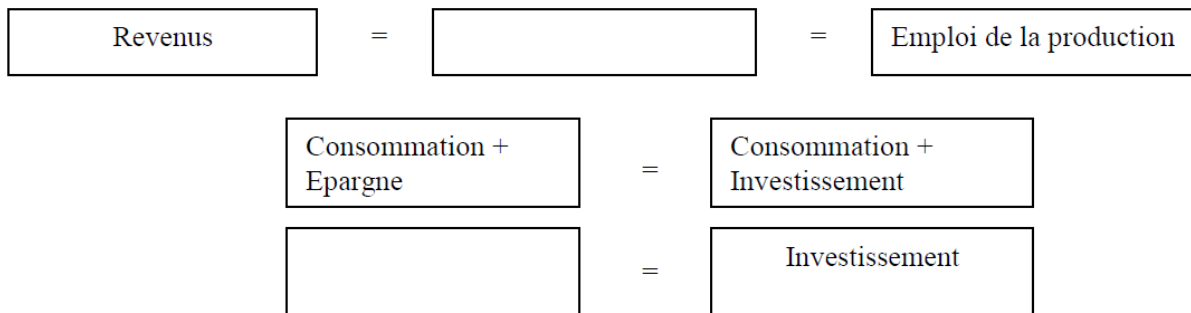 Revenus = = Emploi de la production
Consommation + = Consommation +
Epargne Investissement
= Investissement